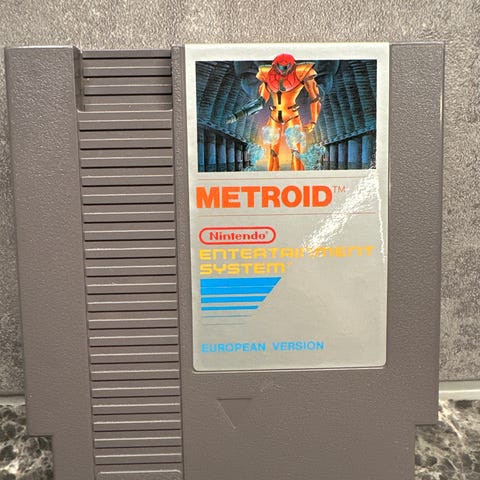 METROID™
Nintendo®
ENTERTAINMENT
SYSTEM
EUROPEAN VERSION